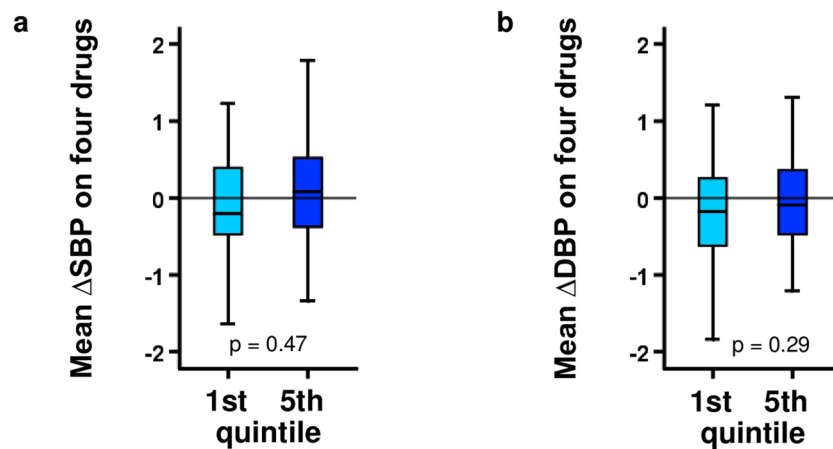 a
Mean ΔSBP on four drugs
2
1
0
-1
-2
p = 0.47
1st 5th
quintile
b
Mean ΔDBP on four drugs
2
1
0
-1
-2
p = 0.29
1st 5th
quintile